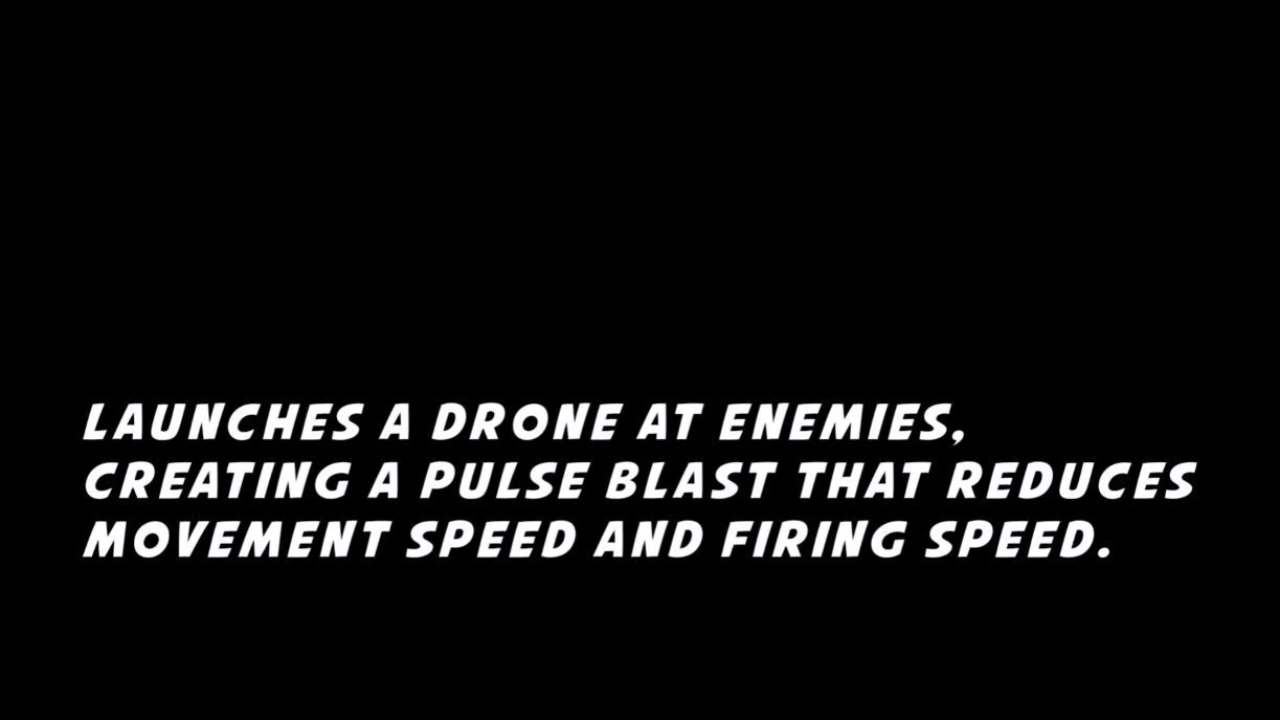 LAUNCHES A DRONE AT ENEMIES,
CREATING A PULSE BLAST THAT REDUCES
MOVEMENT SPEED AND FIRING SPEED.